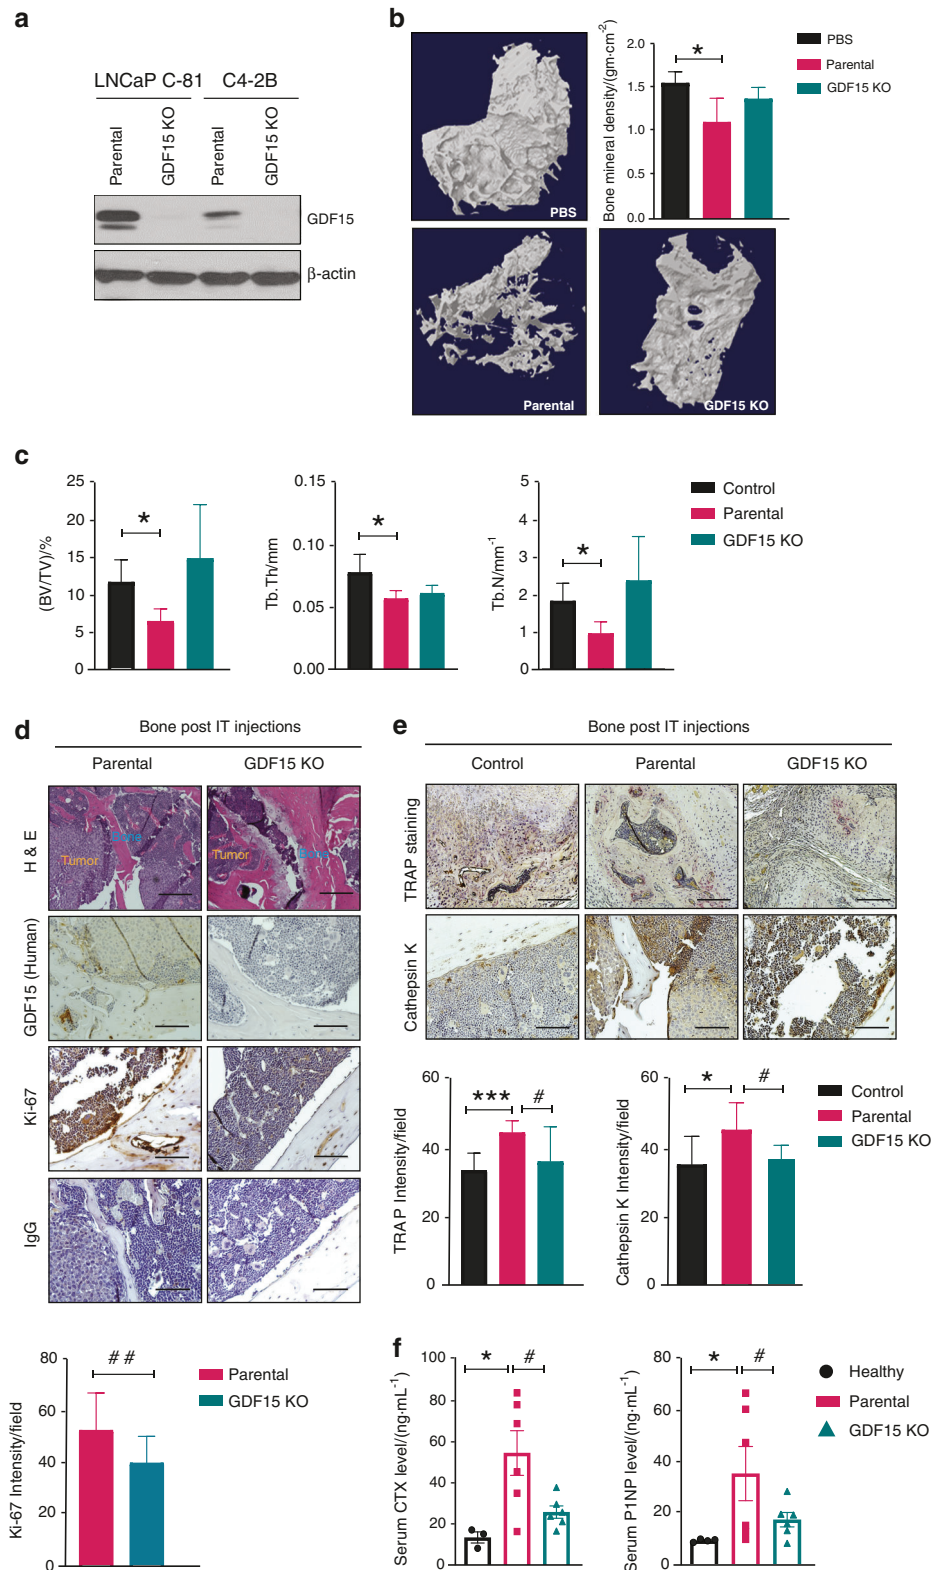 a
LNCaP C-81 C4-2B
Parental GDF15 KO Parental GDF15 KO
GDF15
β-actin
b
PBS
Bone mineral density/(gm·cm⁻²)
2.0
1.5
1.0
0.5
0.0
*
PBS
Parental
GDF15 KO
Parental
GDF15 KO
c
(BV/TV)/%
25
20
15
10
5
0
*
Tb.Th/mm
0.15
0.10
0.05
0.00
*
Tb.N/mm⁻¹
5
4
3
2
1
0
*
Control
Parental
GDF15 KO
d
Bone post IT injections
Parental GDF15 KO
H & E
Tumor Bone
Tumor Bone
GDF15 (Human)
Ki-67
IgG
Ki-67 Intensity/field
80
60
40
20
0
##
Parental
GDF15 KO
e
Bone post IT injections
Control Parental GDF15 KO
TRAP staining
Cathepsin K
TRAP Intensity/field
60
40
20
0
*** #
Cathepsin K Intensity/field
60
40
20
0
* #
Control
Parental
GDF15 KO
f
Serum CTX level/(ng·mL⁻¹)
100
80
60
40
20
0
* #
Serum P1NP level/(ng·mL⁻¹)
80
60
40
20
0
* #
Healthy
Parental
GDF15 KO